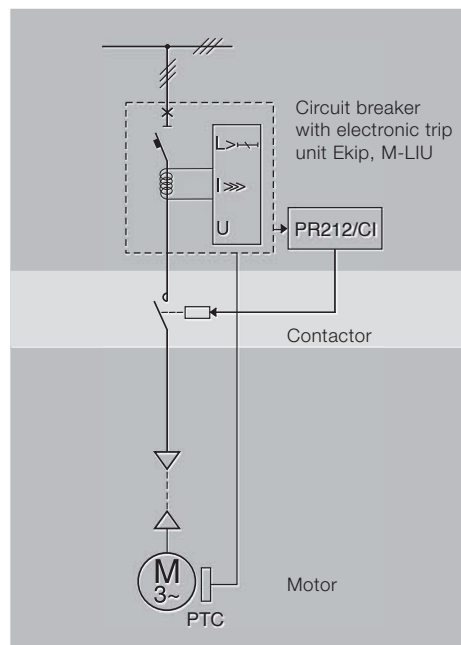 Circuit breaker
with electronic trip
unit Ekip, M-LIU
L>
I >>>
U
PR212/CI
Contactor
M
3~
PTC
Motor